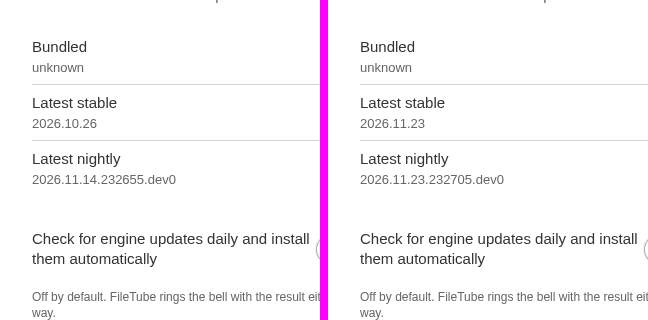 Bundled
unknown
Latest stable
2026.10.26
Latest nightly
2026.11.14.232655.dev0
Check for engine updates daily and install
them automatically
Off by default. FileTube rings the bell with the result
way.
Bundled
unknown
Latest stable
2026.11.23
Latest nightly
2026.11.23.232705.dev0
Check for engine updates daily and install
them automatically
Off by default. FileTube rings the bell with the result
way.